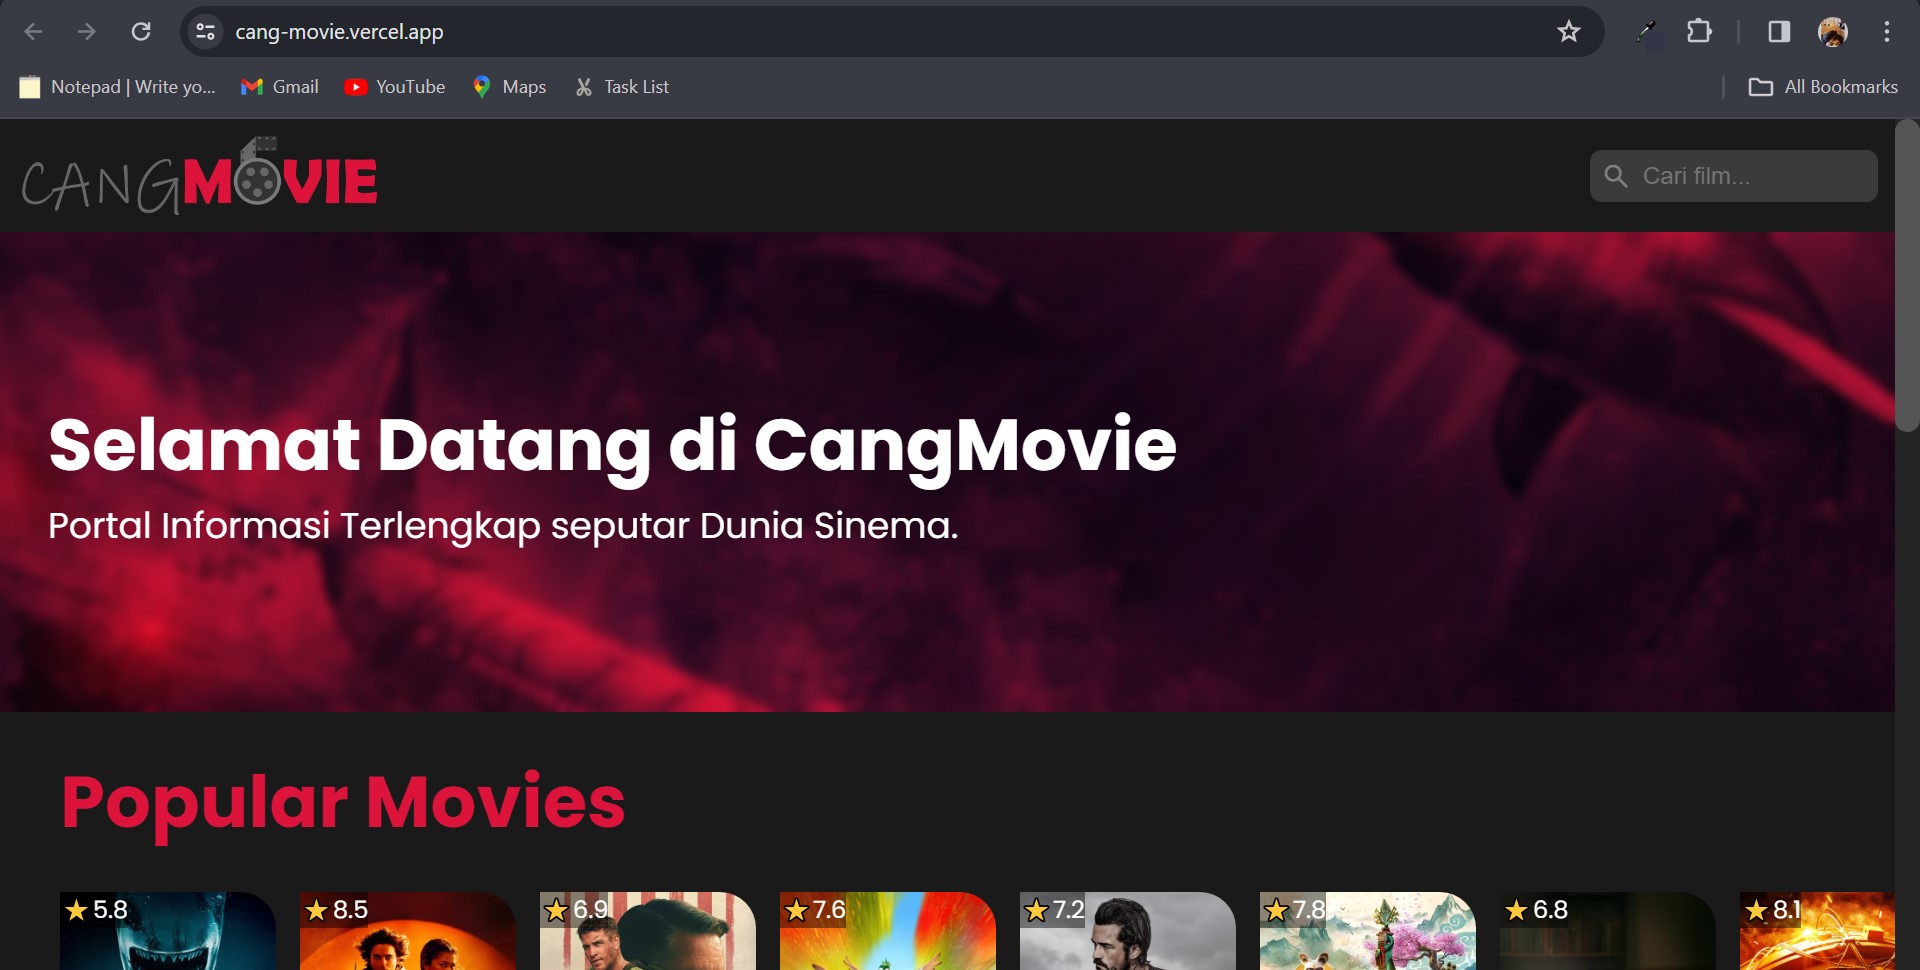 cang-movie.vercel.app
Notepad | Write yo... Gmail YouTube Maps Task List All Bookmarks
CANGMOVIE Cari film...
Selamat Datang di CangMovie
Portal Informasi Terlengkap seputar Dunia Sinema.
Popular Movies
5.8 8.5 6.9 7.6 7.2 7.8 6.8 8.1